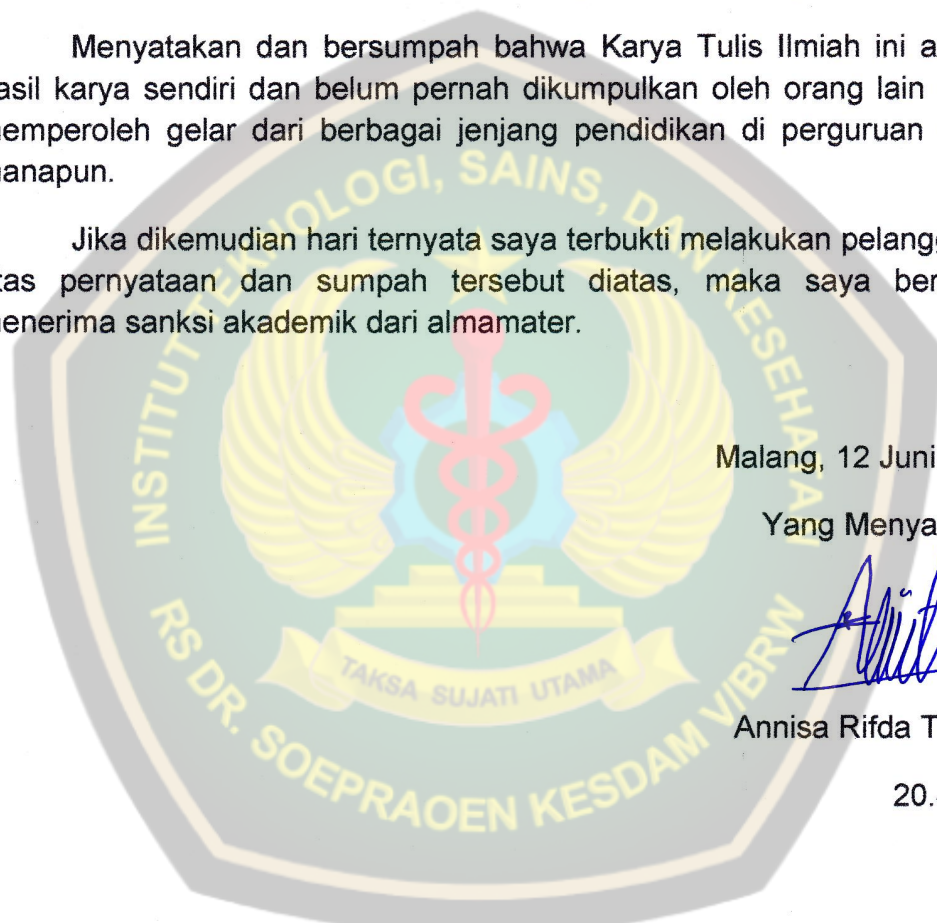 Menyatakan dan bersumpah bahwa Karya Tulis Ilmiah ini a
asil karya sendiri dan belum pernah dikumpulkan oleh orang lain
emperoleh gelar dari berbagai jenjang pendidikan di perguruan
anapun.
Jika dikemudian hari ternyata saya terbukti melakukan pelangg
tas pernyataan dan sumpah tersebut diatas, maka saya ber
enerima sanksi akademik dari almamater.
Malang, 12 Juni
Yang Menya
Annisa Rifda T
20.
INSTITUT TEKNOLOGI, SAINS, DAN KESEHATAN
TAKSA SUJATI UTAMA
RS DR. SOEPRAOEN KESDAM V/BRW